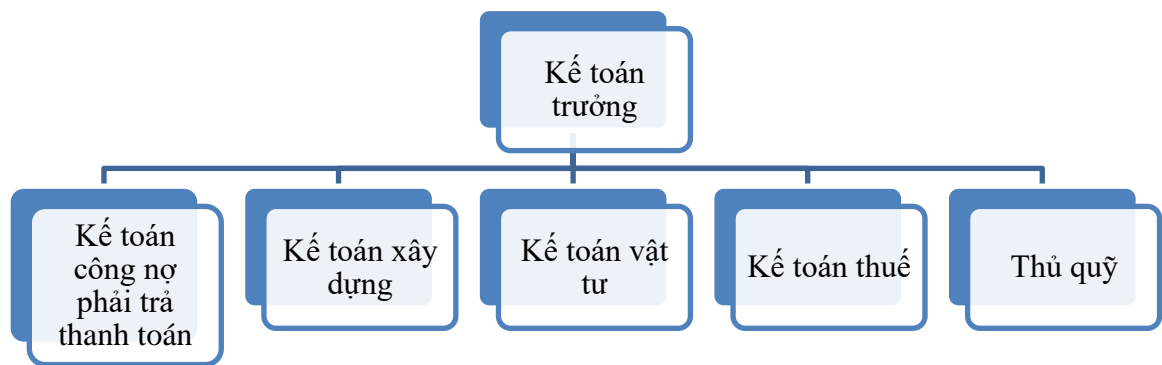 Kế toán
trưởng
Kế toán
công nợ
phải trả
thanh toán
Kế toán xây
dựng
Kế toán vật
tư
Kế toán thuế
Thủ quỹ